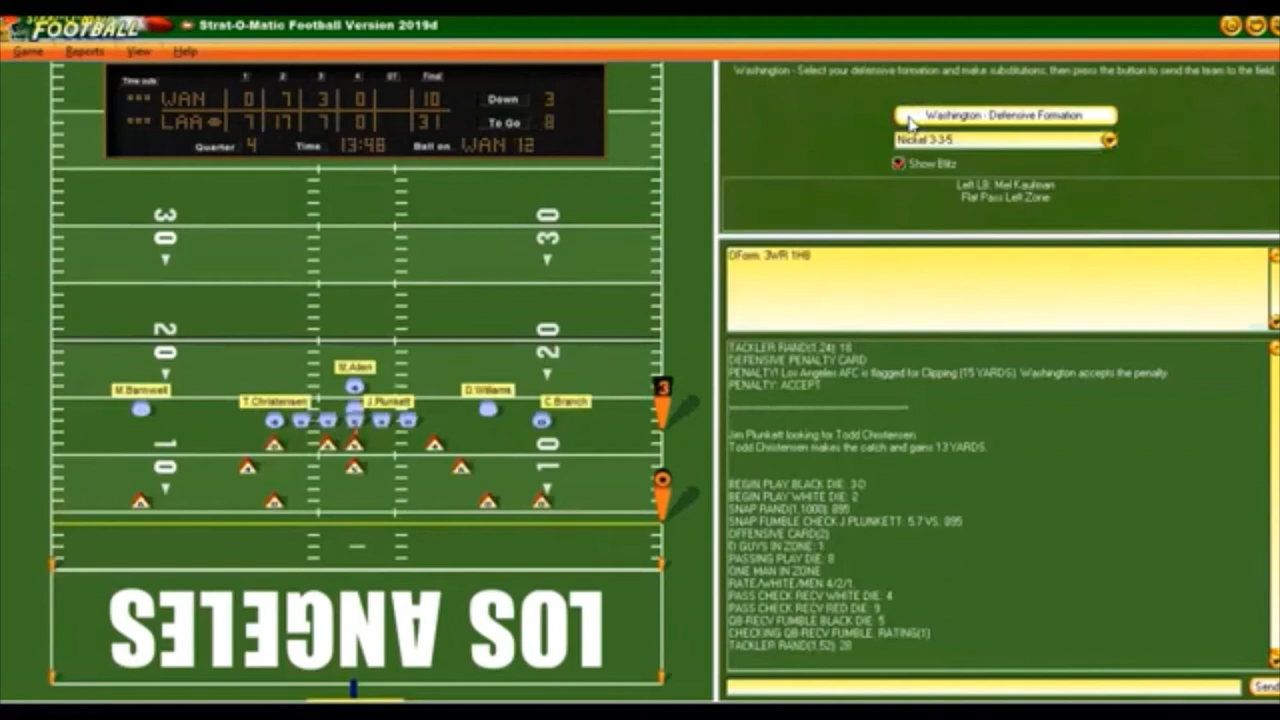 FOOTBALL
Strat-O-Matic Football Version 2019d
Game Reports View Help
Time outs 1 2 3 4 OT Final
*** WAN 0 7 3 0 10 Down 3
*** LAA 7 17 7 0 31 To Go 8
Quarter 4 Time 13:46 Ball on WAN 12
30 30
20 20
M.Aden
M.Barnwell D.Williams
T.Christensen J.Plunkett C.Branch
3
10 10
LOS ANGELES
Washington - Select your defensive formation and make substitutions; then press the button to send the team to the field.
Washington - Defensive Formation
Nickel 3-3-5
Show Blitz
Left LB: Mel Kaufman
Flat Pass Left Zone
OForm: 3WR 1HB
TACKLER RAND(1,24): 18
DEFENSIVE PENALTY CARD
PENALTY! Los Angeles AFC is flagged for Clipping (15 YARDS). Washington accepts the penalty.
PENALTY: ACCEPT
Jim Plunkett looking for Todd Christensen.
Todd Christensen makes the catch and gains 13 YARDS.
BEGIN PLAY BLACK DIE: 3-D
BEGIN PLAY WHITE DIE: 2
SNAP RAND(1,1000): 895
SNAP FUMBLE CHECK J.PLUNKETT: 5.7 VS. 895
OFFENSIVE CARD(2)
D GUYS IN ZONE: 1
PASSING PLAY DIE: 8
ONE MAN IN ZONE
RATE/WHITE/MEN 4/2/1
PASS CHECK RECV WHITE DIE: 4
PASS CHECK RECV RED DIE: 9
QB-RECV FUMBLE BLACK DIE: 5
CHECKING QB-RECV FUMBLE: RATING(1)
TACKLER RAND(1,52): 28
Send